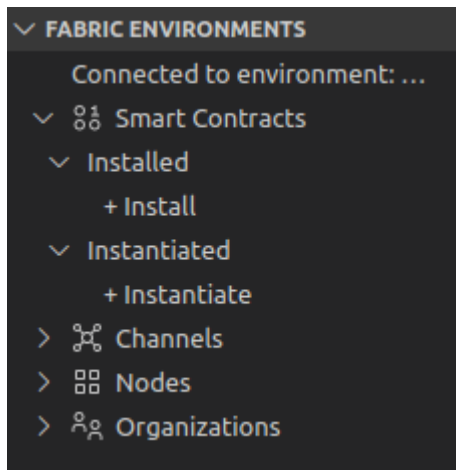 FABRIC ENVIRONMENTS
Connected to environment: ...
Smart Contracts
Installed
+ Install
Instantiated
+ Instantiate
Channels
Nodes
Organizations